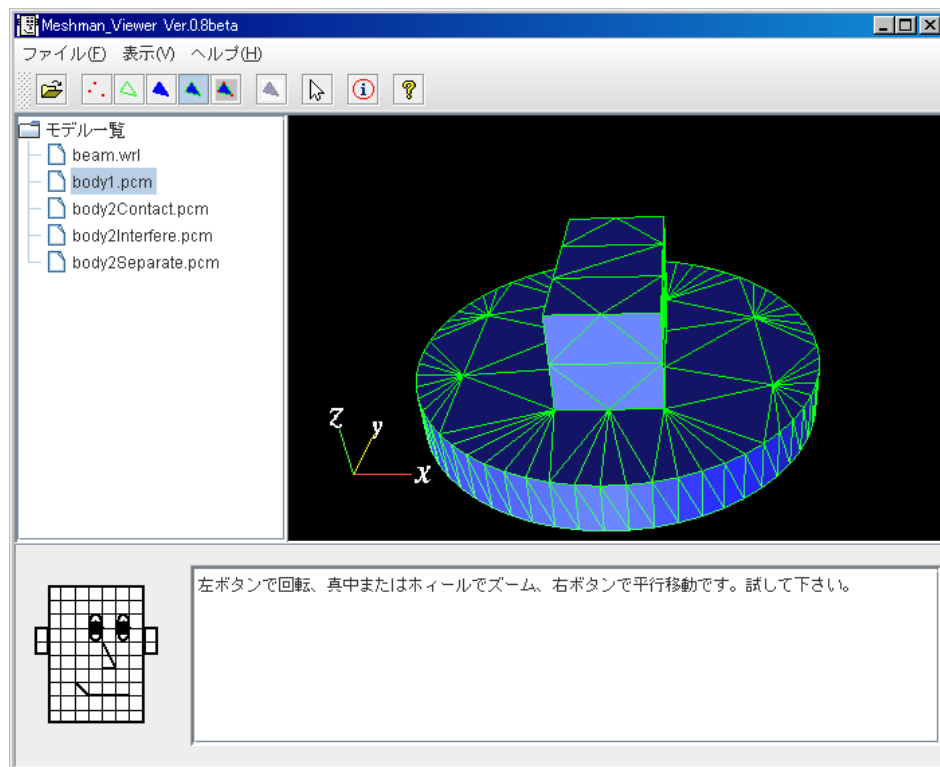 Meshman_Viewer Ver.0.8beta
ファイル(F) 表示(V) ヘルプ(H)
モデル一覧
beam.wrl
body1.pcm
body2Contact.pcm
body2Interfere.pcm
body2Separate.pcm
Z
y
X
左ボタンで回転、真中またはホィールでズーム、右ボタンで平行移動です。試して下さい。